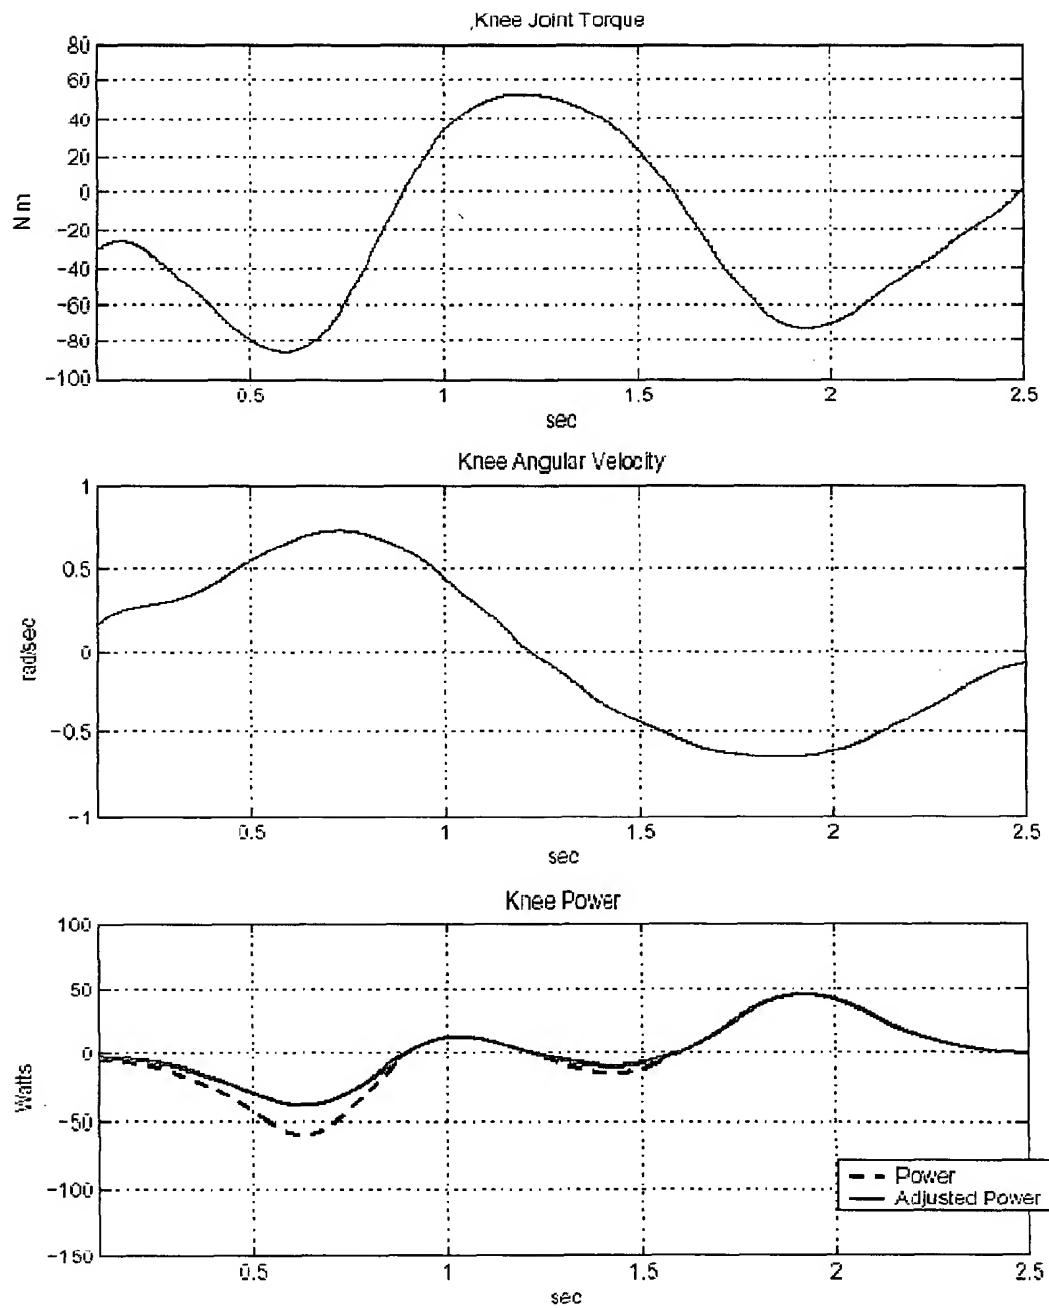 Knee Joint Torque
80
60
40
20
0
-20
-40
-60
-80
-100
N m
0.5 1 1.5 2 2.5
sec
Knee Angular Velocity
1
0.5
0
-0.5
-1
rad/sec
0.5 1 1.5 2 2.5
sec
Knee Power
100
50
0
-50
-100
-150
Watts
Power
Adjusted Power
0.5 1 1.5 2 2.5
sec